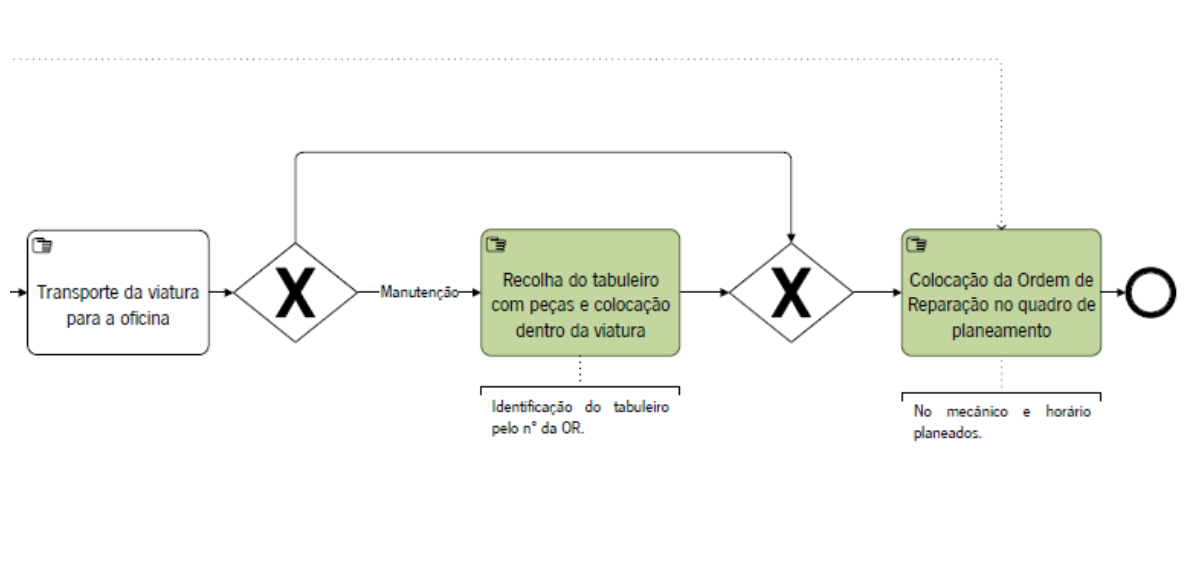 Transporte da viatura
para a oficina
Manutenção
Recolha do tabuleiro
com peças e colocação
dentro da viatura
Identificação do tabuleiro
pelo n° da OR.
Colocação da Ordem de
Reparação no quadro de
planeamento
No mecânico e horário
planeados.